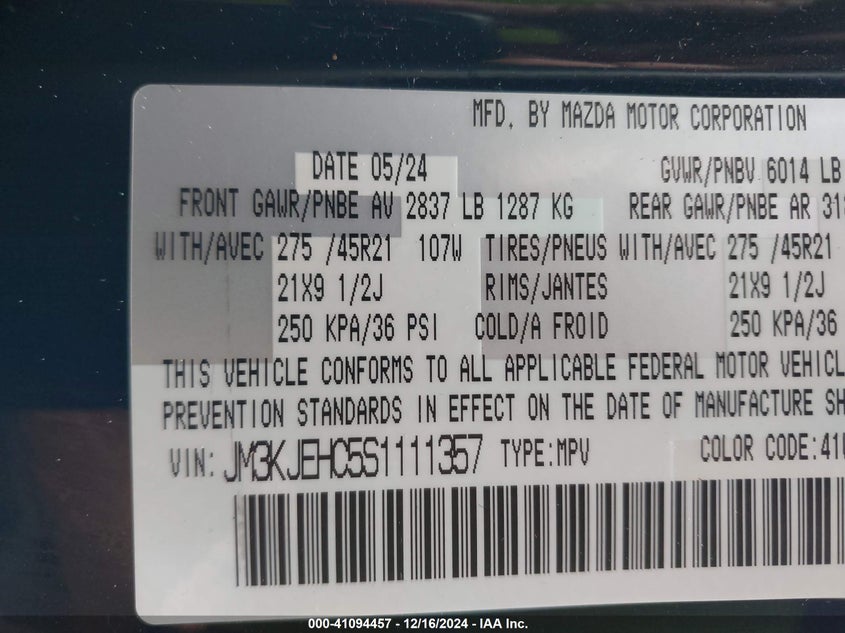 MFD. BY MAZDA MOTOR CORPORATION
DATE 05/24 GVWR/PNBV 6014 LB
FRONT GAWR/PNBE AV 2837 LB 1287 KG REAR GAWR/PNBE AR 318
WITH/AVEC 275 /45R21 107W TIRES/PNEUS WITH/AVEC 275 /45R21
21X9 1/2J RIMS/JANTES 21X9 1/2J
250 KPA/36 PSI COLD/A FROID 250 KPA/36
THIS VEHICLE CONFORMS TO ALL APPLICABLE FEDERAL MOTOR VEHICL
PREVENTION STANDARDS IN EFFECT ON THE DATE OF MANUFACTURE SH
VIN: JM3KJEHC5S1111357 TYPE:MPV COLOR CODE:41
000-41094457 - 12/16/2024 - IAA Inc.